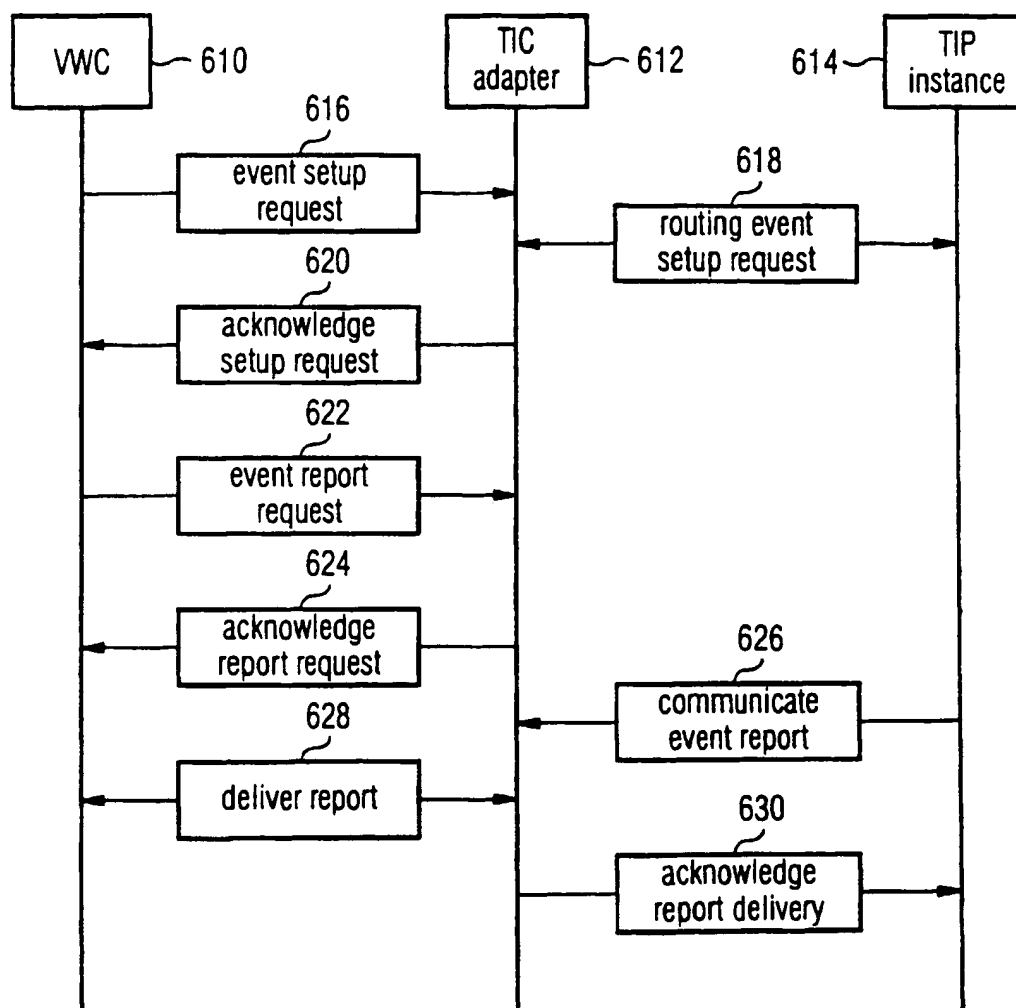 VWC
610
TIC
adapter
612
614
TIP
instance
616
event setup
request
618
routing event
setup request
620
acknowledge
setup request
622
event report
request
624
acknowledge
report request
626
communicate
event report
628
deliver report
630
acknowledge
report delivery